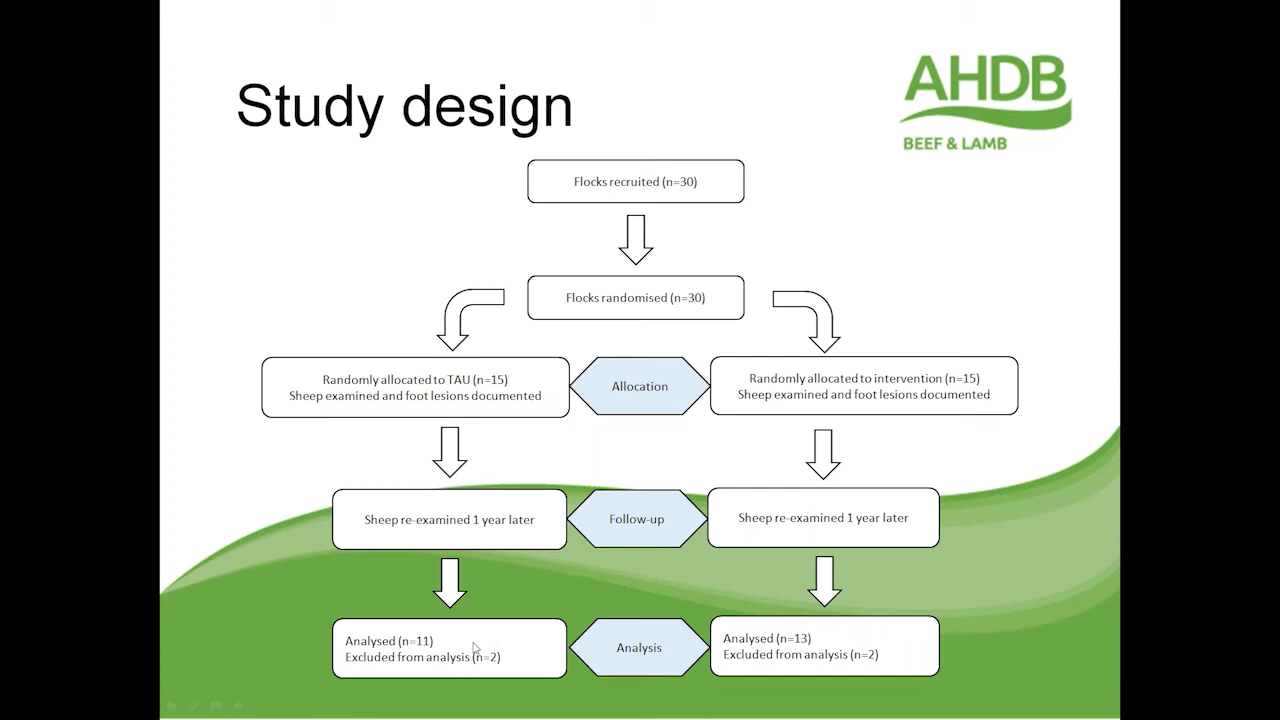 Study design
AHDB
BEEF & LAMB
Flocks recruited (n=30)
Flocks randomised (n=30)
Randomly allocated to TAU (n=15)
Sheep examined and foot lesions documented
Allocation
Randomly allocated to intervention (n=15)
Sheep examined and foot lesions documented
Sheep re-examined 1 year later
Follow-up
Sheep re-examined 1 year later
Analysed (n=11)
Excluded from analysis (n=2)
Analysis
Analysed (n=13)
Excluded from analysis (n=2)